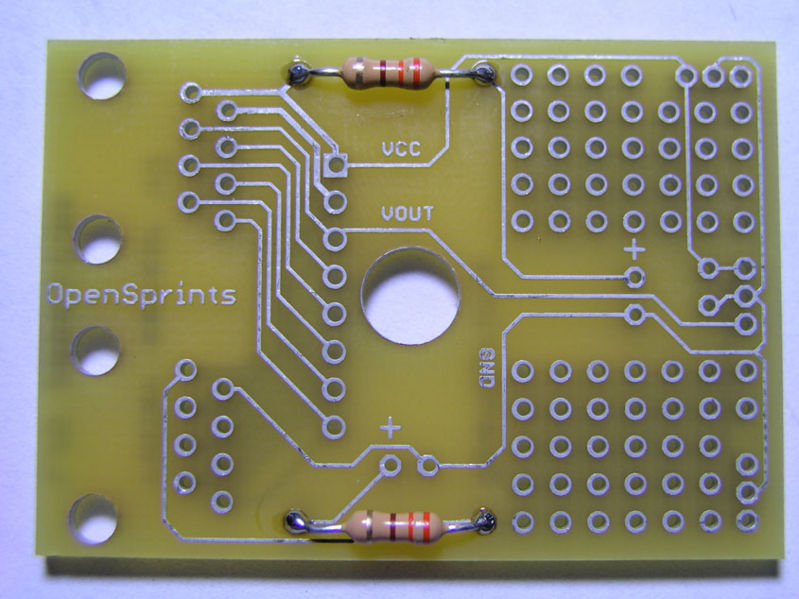 VCC
VOUT
+
OpenSprints
GND
+